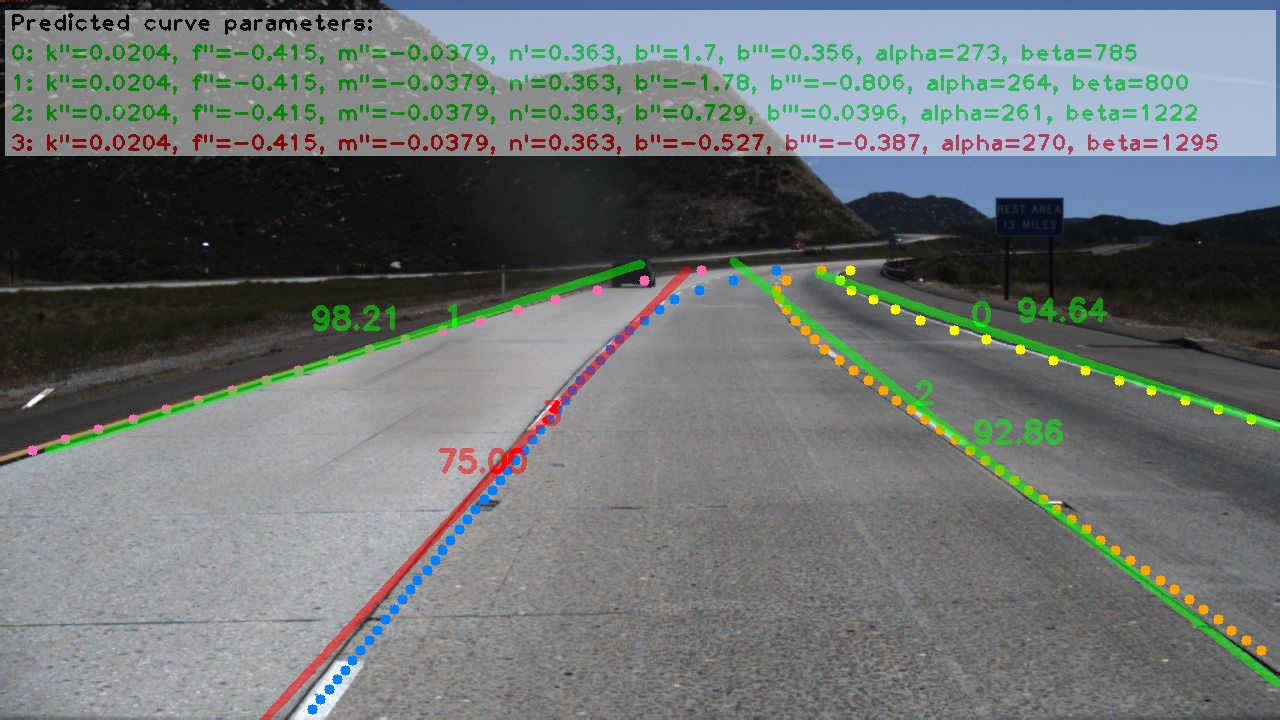 Predicted curve parameters:
0: k''=0.0204, f''=-0.415, m''=-0.0379, n'=0.363, b''=1.7, b'''=0.356, alpha=273, beta=785
1: k''=0.0204, f''=-0.415, m''=-0.0379, n'=0.363, b''=-1.78, b'''=-0.806, alpha=264, beta=800
2: k''=0.0204, f''=-0.415, m''=-0.0379, n'=0.363, b''=0.729, b'''=0.0396, alpha=261, beta=1222
3: k''=0.0204, f''=-0.415, m''=-0.0379, n'=0.363, b''=-0.527, b'''=-0.387, alpha=270, beta=1295
REST AREA
13 MILES
98.21 1
0 94.64
2
92.86
3
75.00